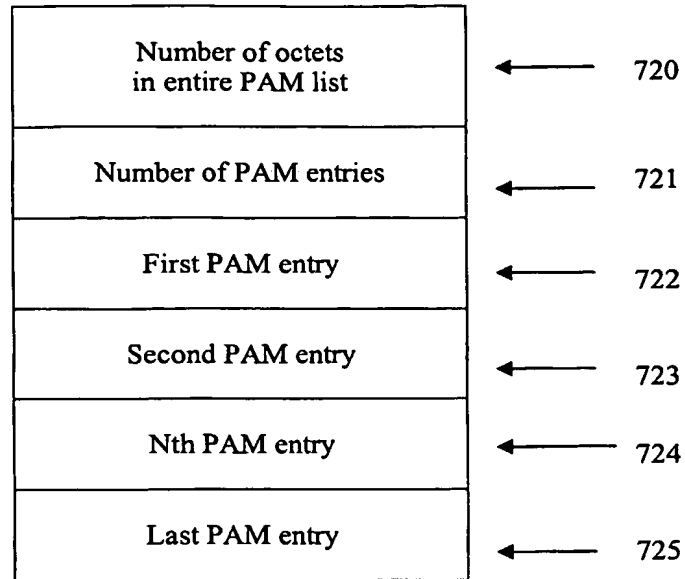 Number of octets
in entire PAM list
720
Number of PAM entries
721
First PAM entry
722
Second PAM entry
723
Nth PAM entry
724
Last PAM entry
725